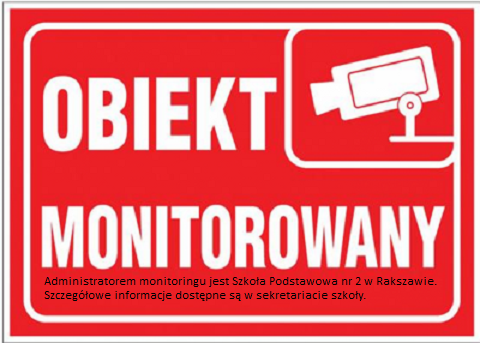 OBIEKT
MONITOROWANY
Administratorem monitoringu jest Szkoła Podstawowa nr 2 w Rakszawie.
Szczegółowe informacje dostępne są w sekretariacie szkoły.